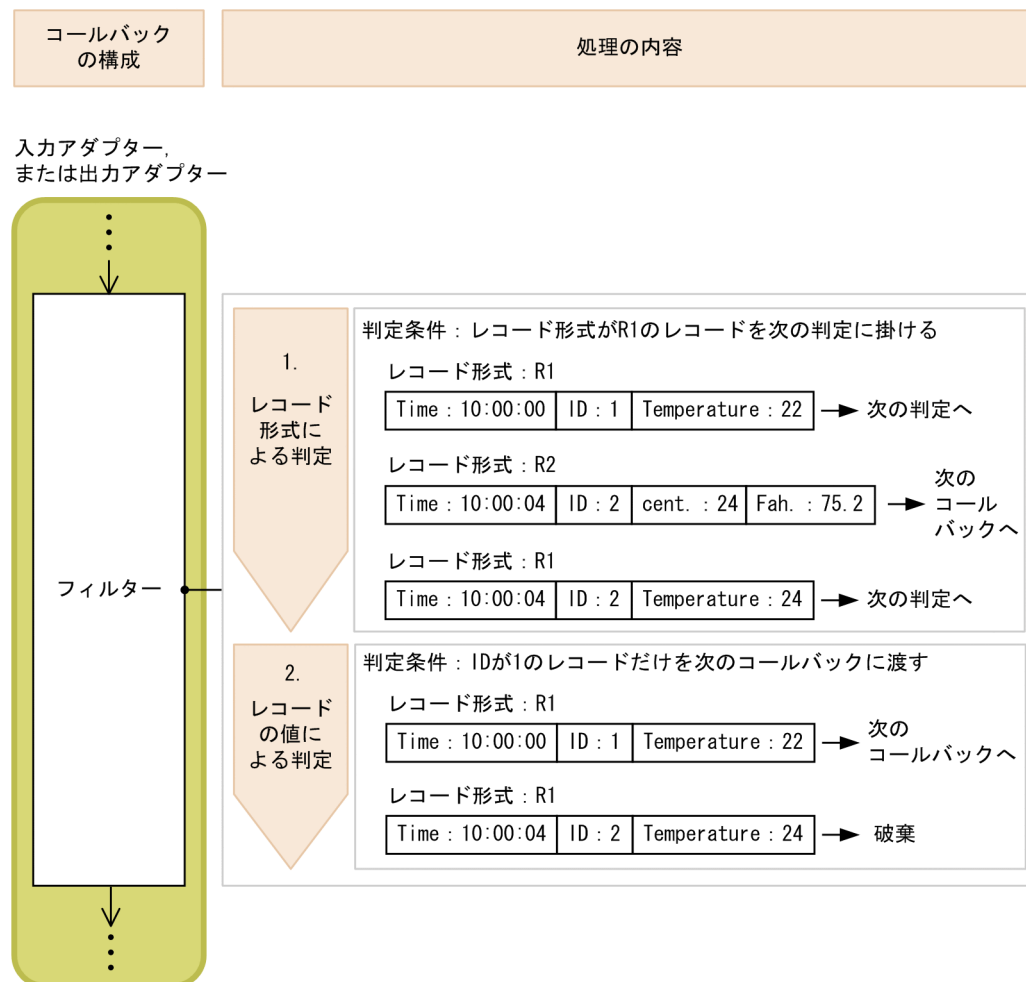 コールバック
の構成
処理の内容
入力アダプター,
または出力アダプター
フィルター
1.
レコード
形式に
よる判定
判定条件：レコード形式がR1のレコードを次の判定に掛ける
レコード形式：R1
Time：10:00:00 ID：1 Temperature：22 次の判定へ
レコード形式：R2
Time：10:00:04 ID：2 cent.：24 Fah.：75.2 次の
コール
バックへ
レコード形式：R1
Time：10:00:04 ID：2 Temperature：24 次の判定へ
2.
レコード
の値に
よる判定
判定条件：IDが1のレコードだけを次のコールバックに渡す
レコード形式：R1
Time：10:00:00 ID：1 Temperature：22 次の
コールバックへ
レコード形式：R1
Time：10:00:04 ID：2 Temperature：24 破棄